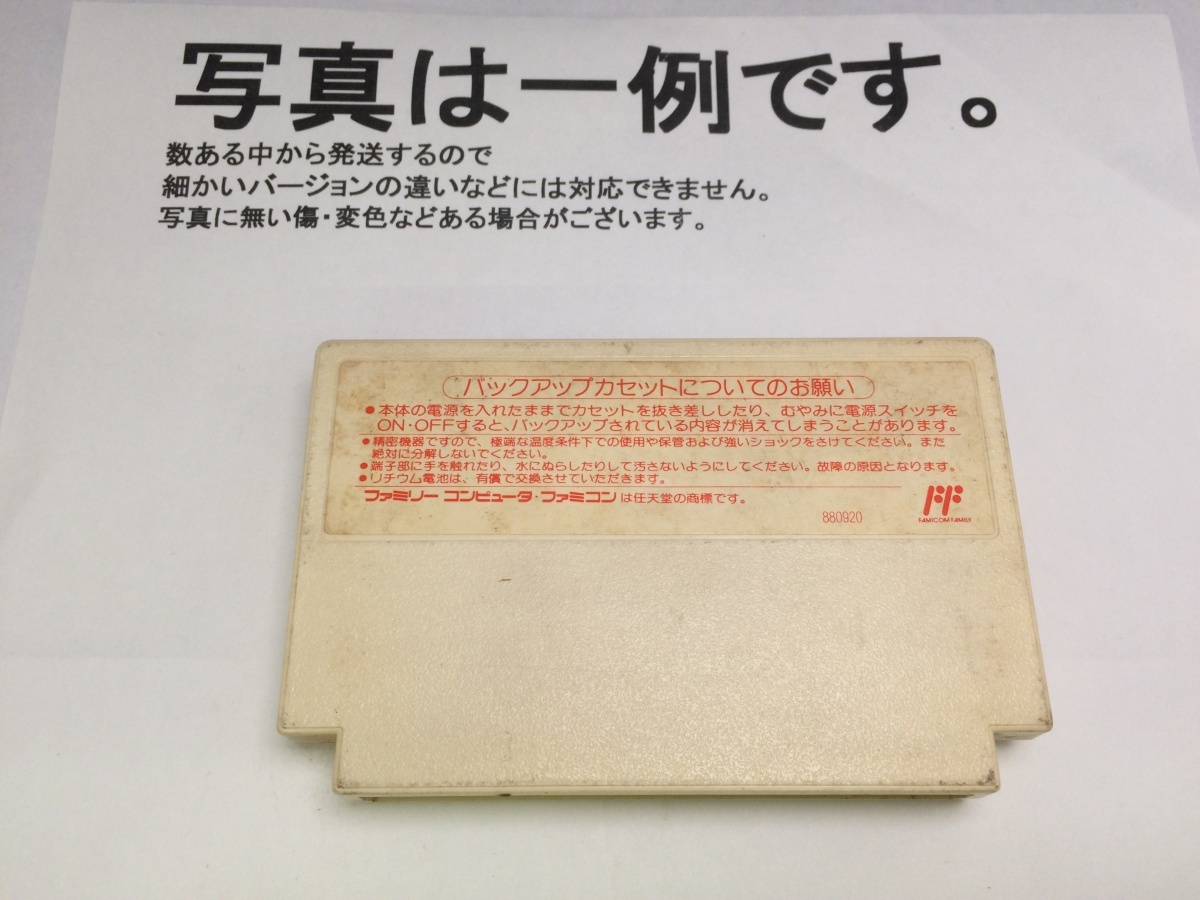 写真は一例です。
数ある中から発送するので
細かいバージョンの違いなどには対応できません。
写真に無い傷・変色などある場合がございます。
バックアップカセットについてのお願い
●本体の電源を入れたままでカセットを抜き差ししたり、むやみに電源スイッチを
ON・OFFすると、バックアップされている内容が消えてしまうことがあります。
●精密機器ですので、極端な温度条件下での使用や保管および強いショックをさけてください。また
絶対に分解しないでください。
●端子部に手を触れたり、水にぬらしたりして汚さないようにしてください。故障の原因となります。
●リチウム電池は、有償で交換させていただきます。
ファミリー コンピュータ・ファミコン は任天堂の商標です。
880920
FAMICOM FAMILY